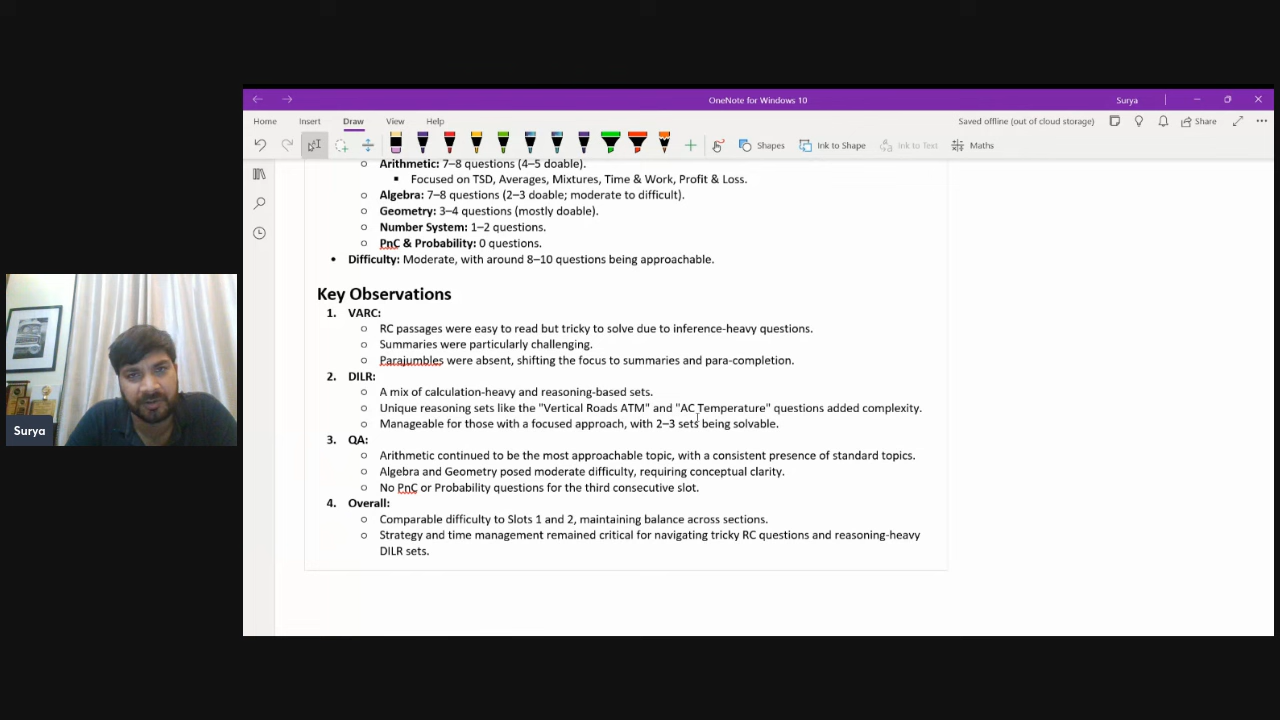 OneNote for Windows 10
Surya
Home Insert Draw View Help
Saved offline (out of cloud storage)
Share
Shapes
Ink to Shape
Ink to Text
Maths
Arithmetic: 7–8 questions (4–5 doable).
Focused on TSD, Averages, Mixtures, Time & Work, Profit & Loss.
Algebra: 7–8 questions (2–3 doable; moderate to difficult).
Geometry: 3–4 questions (mostly doable).
Number System: 1–2 questions.
PnC & Probability: 0 questions.
Difficulty: Moderate, with around 8–10 questions being approachable.
Key Observations
1. VARC:
RC passages were easy to read but tricky to solve due to inference-heavy questions.
Summaries were particularly challenging.
Parajumbles were absent, shifting the focus to summaries and para-completion.
2. DILR:
A mix of calculation-heavy and reasoning-based sets.
Unique reasoning sets like the "Vertical Roads ATM" and "AC Temperature" questions added complexity.
Manageable for those with a focused approach, with 2–3 sets being solvable.
3. QA:
Arithmetic continued to be the most approachable topic, with a consistent presence of standard topics.
Algebra and Geometry posed moderate difficulty, requiring conceptual clarity.
No PnC or Probability questions for the third consecutive slot.
4. Overall:
Comparable difficulty to Slots 1 and 2, maintaining balance across sections.
Strategy and time management remained critical for navigating tricky RC questions and reasoning-heavy
DILR sets.
Surya